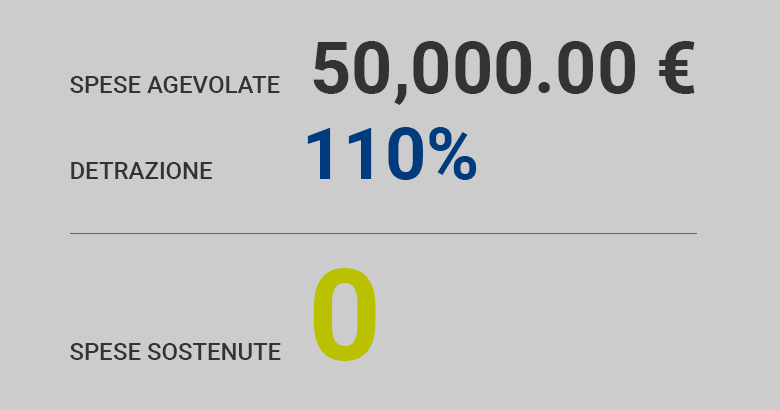 SPESE AGEVOLATE 50,000.00 €
DETRAZIONE 110%
SPESE SOSTENUTE 0